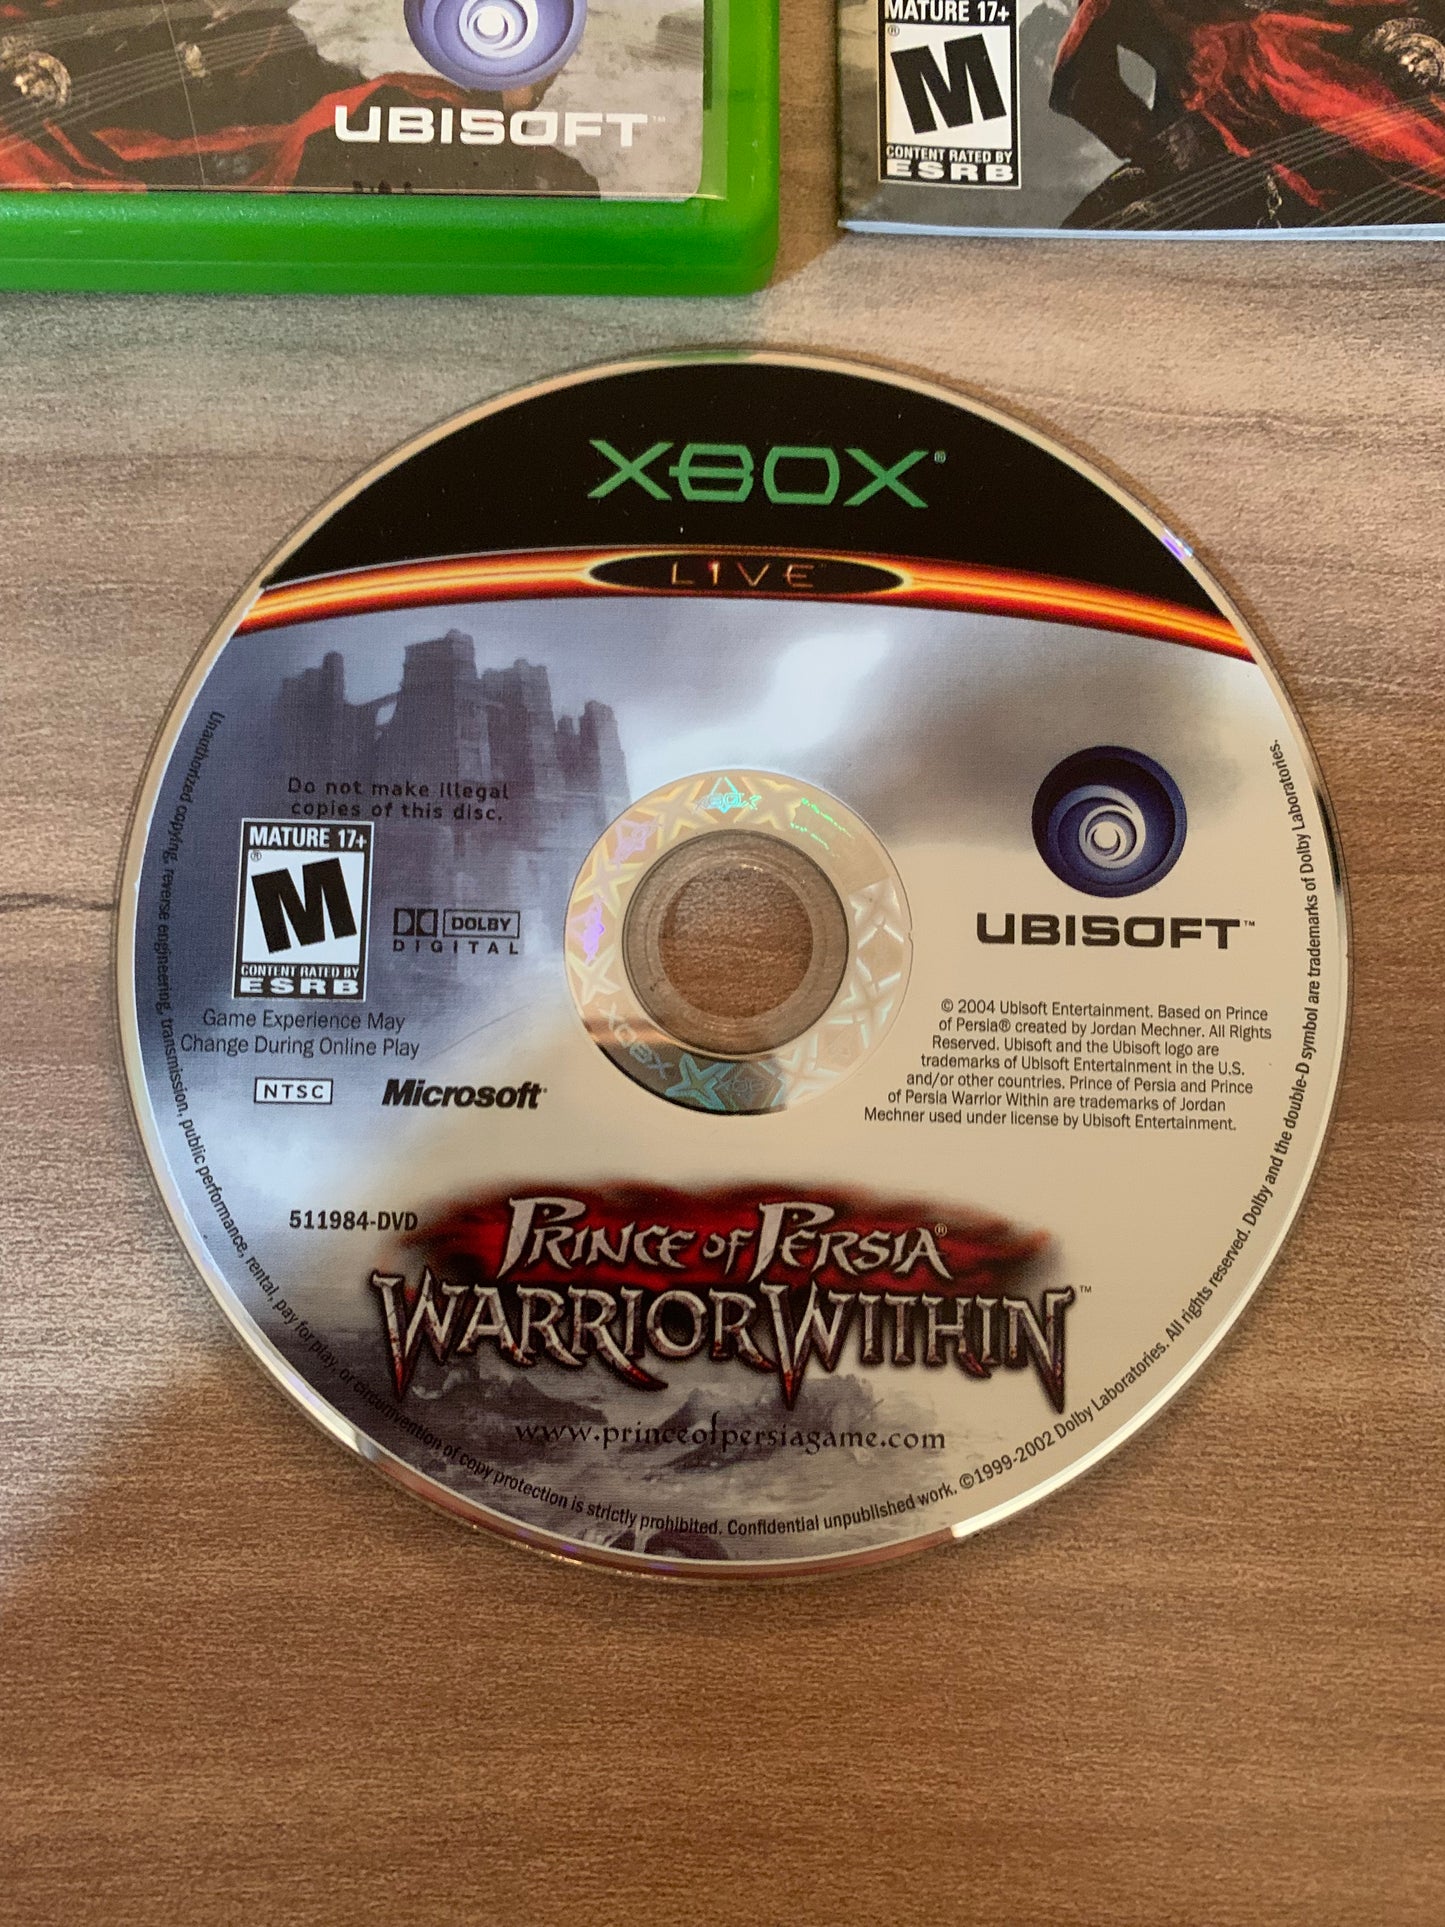 UBISOFT™
MATURE 17+
M
®
CONTENT RATED BY
ESRB
XBOX®
LIVE™
Do not make illegal
copies of this disc.
MATURE 17+
M
®
CONTENT RATED BY
ESRB
DOLBY
DIGITAL
Game Experience May
Change During Online Play
NTSC
Microsoft®
XBOX
UBISOFT™
© 2004 Ubisoft Entertainment. Based on Prince
of Persia® created by Jordan Mechner. All Rights
Reserved. Ubisoft and the Ubisoft logo are
trademarks of Ubisoft Entertainment in the U.S.
and/or other countries. Prince of Persia and Prince
of Persia Warrior Within are trademarks of Jordan
Mechner used under license by Ubisoft Entertainment.
511984-DVD
PRINCE OF PERSIA®
WARRIOR WITHIN™
www.princeofpersiagame.com
Unauthorized copying, reverse engineering, transmission, public performance, rental, pay for play, or circumvention of copy protection is strictly prohibited. Confidential unpublished work. ©1999-2002 Dolby Laboratories. All rights reserved. Dolby and the double-D symbol are trademarks of Dolby Laboratories.